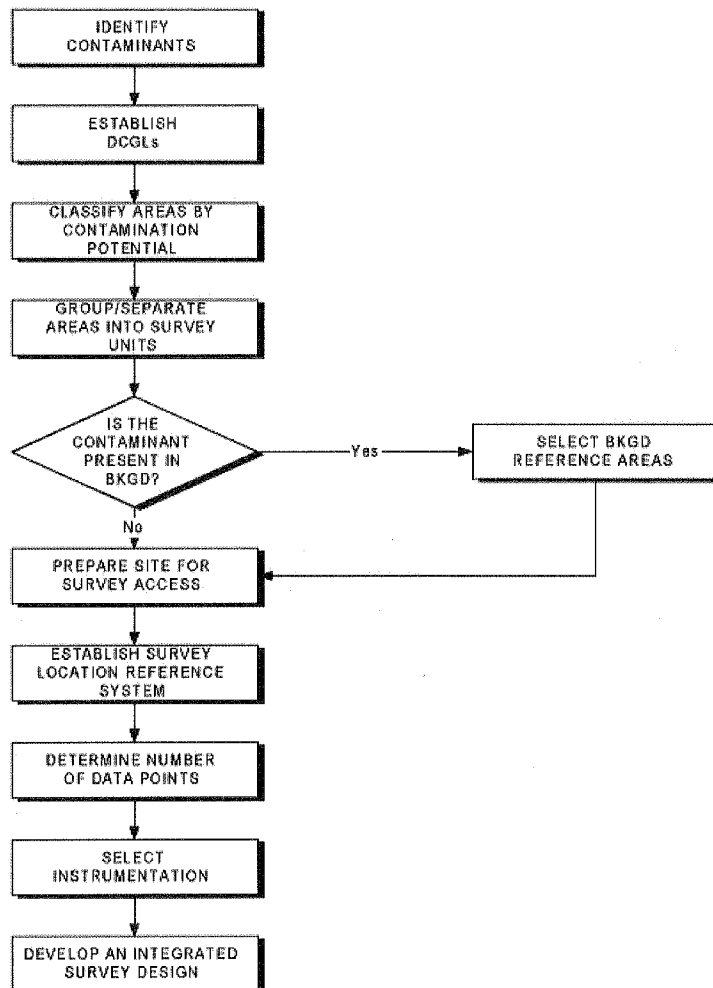 IDENTIFY
CONTAMINANTS
ESTABLISH
DCGLs
CLASSIFY AREAS BY
CONTAMINATION
POTENTIAL
GROUP/SEPARATE
AREAS INTO SURVEY
UNITS
IS THE
CONTAMINANT
PRESENT IN
BKGD?
Yes
SELECT BKGD
REFERENCE AREAS
No
PREPARE SITE FOR
SURVEY ACCESS
ESTABLISH SURVEY
LOCATION REFERENCE
SYSTEM
DETERMINE NUMBER
OF DATA POINTS
SELECT
INSTRUMENTATION
DEVELOP AN INTEGRATED
SURVEY DESIGN